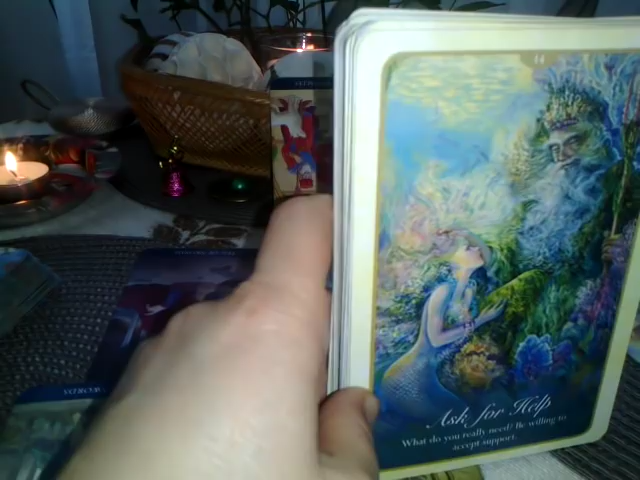 14
Ask for Help
What do you really need? Be willing to
accept support.